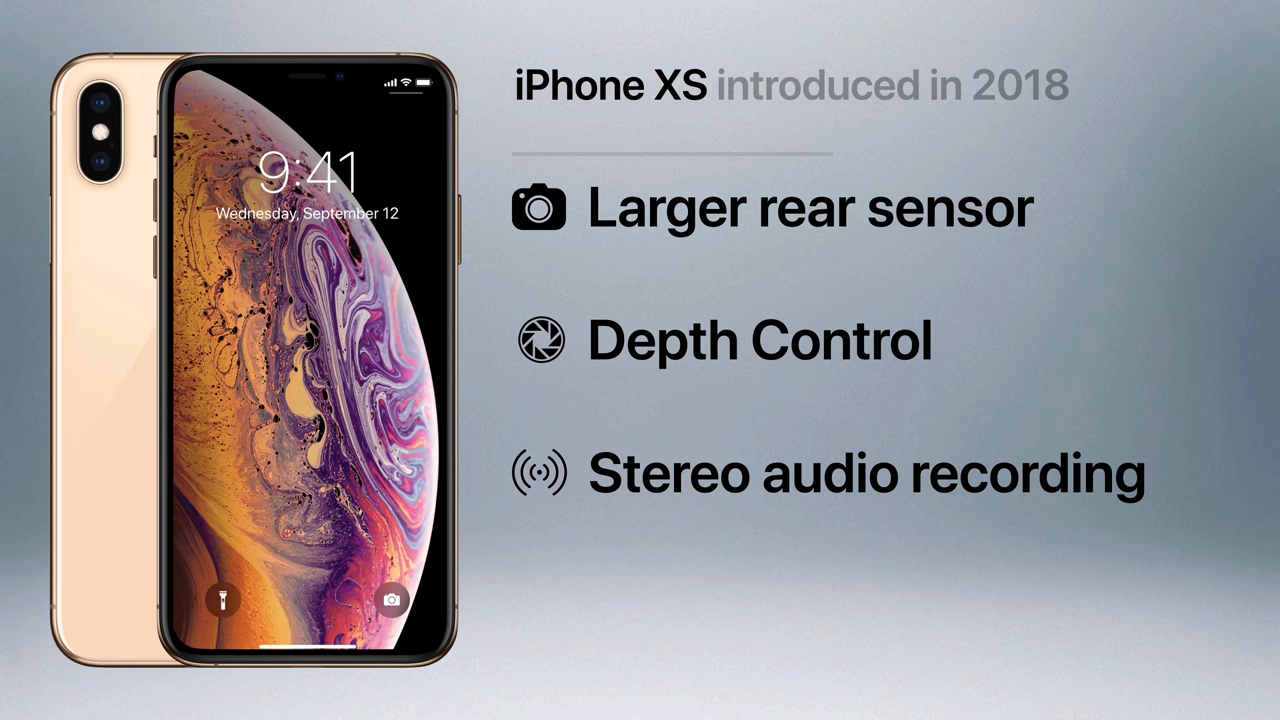 9:41
Wednesday, September 12
iPhone XS introduced in 2018
Larger rear sensor
Depth Control
Stereo audio recording